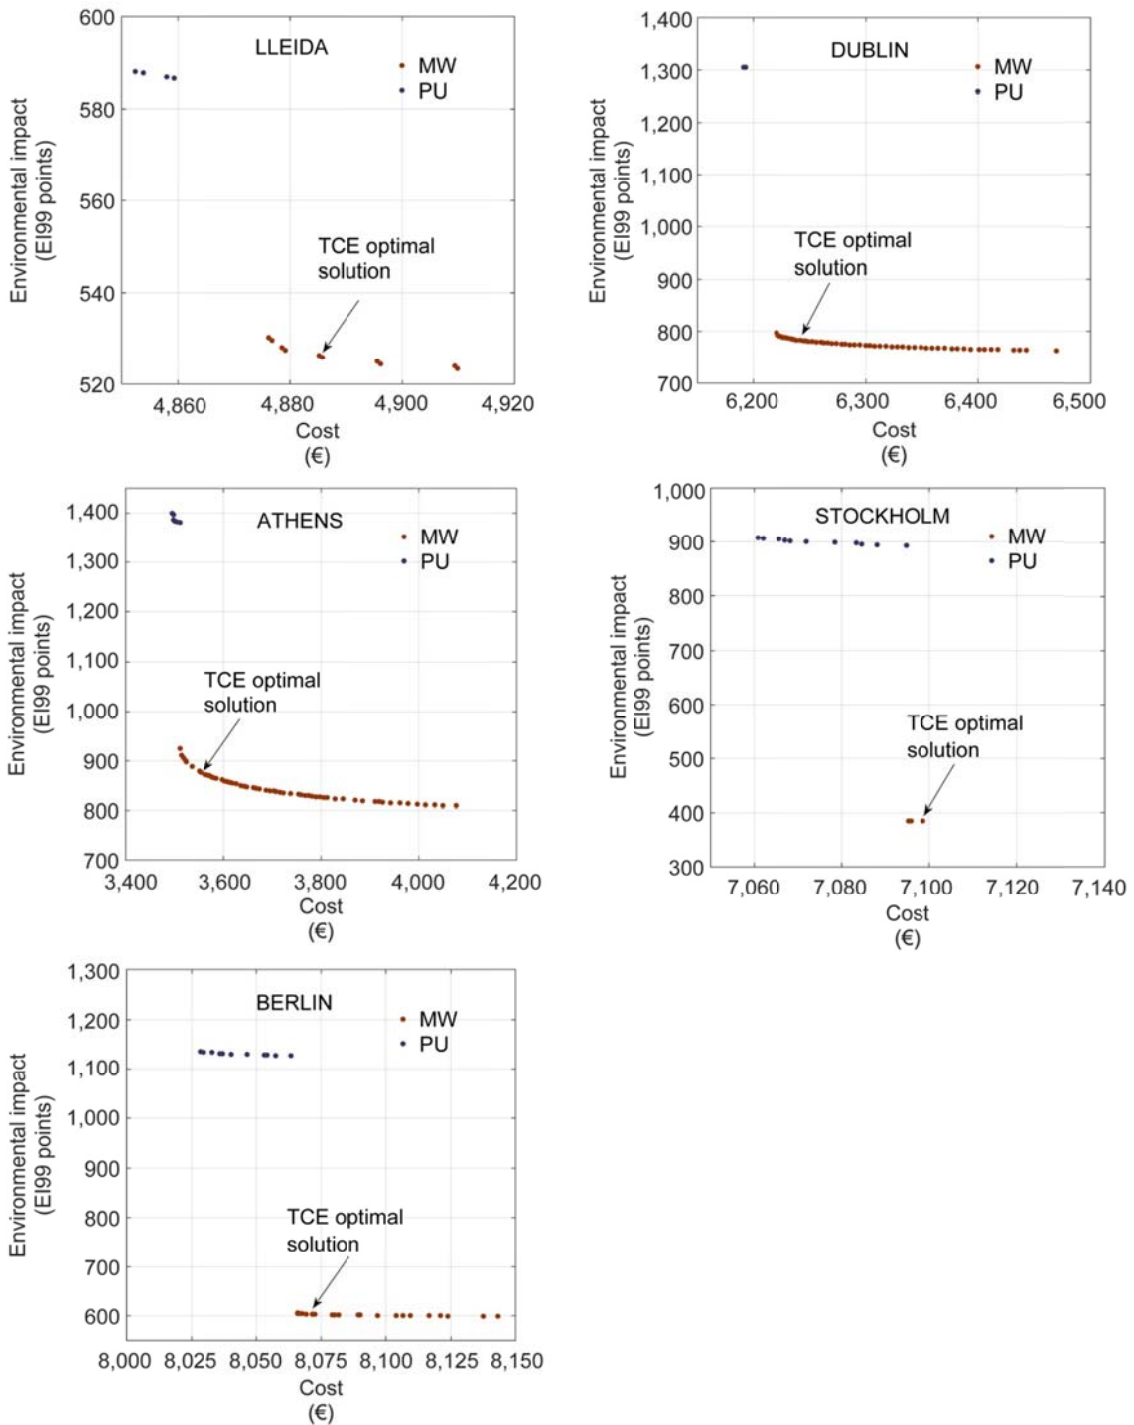 LLEIDA
MW
PU
TCE optimal
solution
600
580
560
540
520
4,860
4,880
4,900
4,920
Environmental impact
(EI99 points)
Cost
(€)
DUBLIN
MW
PU
TCE optimal
solution
1,400
1,300
1,200
1,100
1,000
900
800
700
6,200
6,300
6,400
6,500
Environmental impact
(EI99 points)
Cost
(€)
ATHENS
MW
PU
TCE optimal
solution
1,400
1,300
1,200
1,100
1,000
900
800
700
3,400
3,600
3,800
4,000
4,200
Environmental impact
(EI99 points)
Cost
(€)
STOCKHOLM
MW
PU
TCE optimal
solution
1,000
900
800
700
600
500
400
300
7,060
7,080
7,100
7,120
7,140
Environmental impact
(EI99 points)
Cost
(€)
BERLIN
MW
PU
TCE optimal
solution
1,300
1,200
1,100
1,000
900
800
700
600
8,000
8,025
8,050
8,075
8,100
8,125
8,150
Environmental impact
(EI99 points)
Cost
(€)